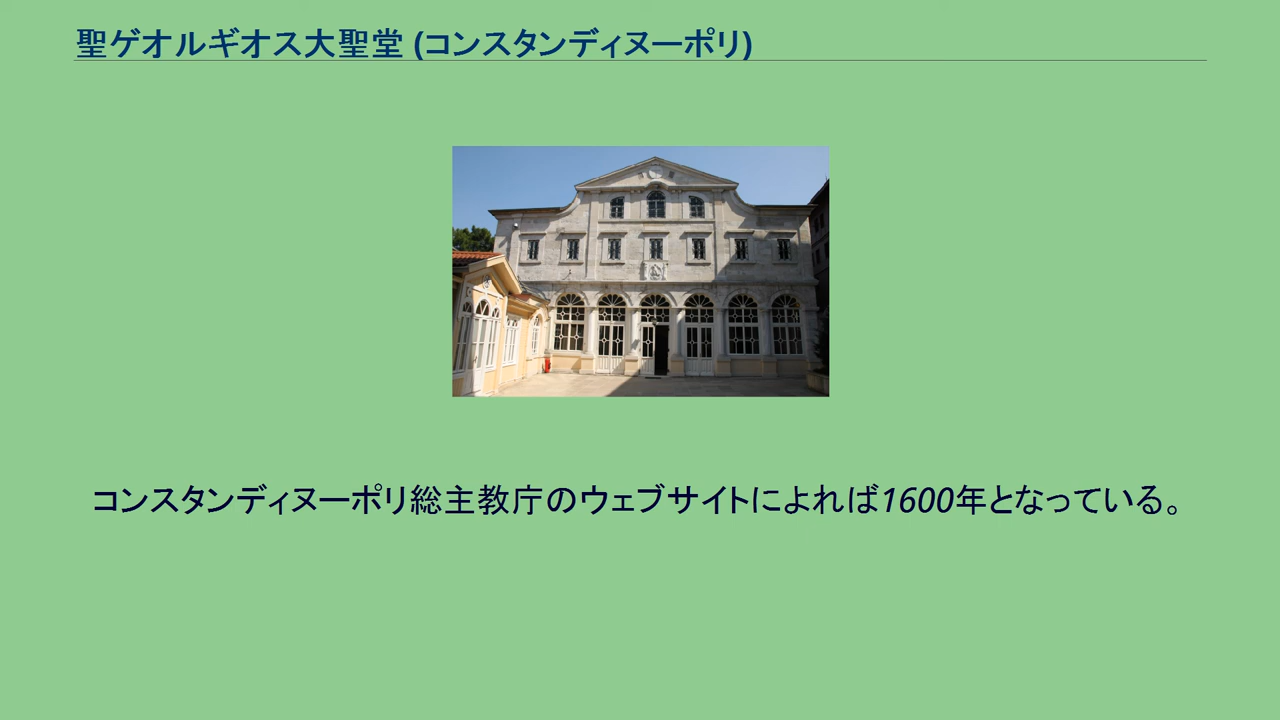 聖ゲオルギオス大聖堂 (コンスタンディヌーポリ)
コンスタンディヌーポリ総主教庁のウェブサイトによれば1600年となっている。